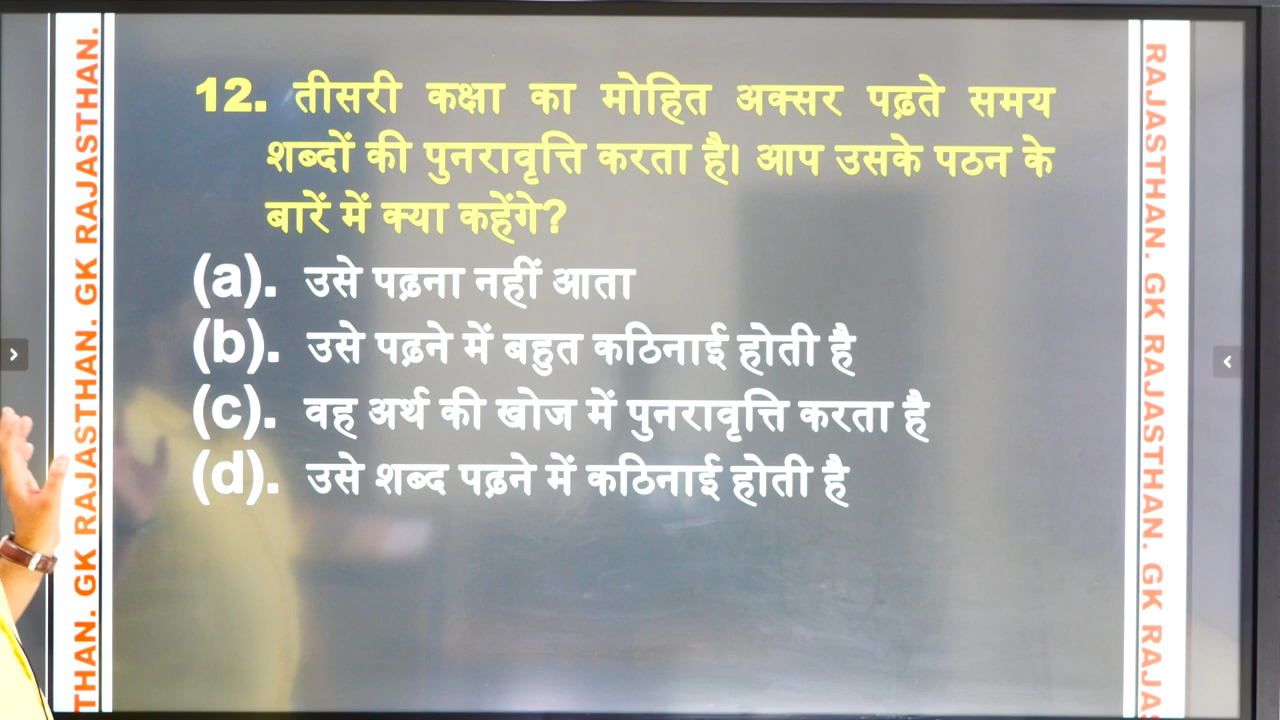 12. तीसरी कक्षा का मोहित अक्सर पढ़ते समय
शब्दों की पुनरावृत्ति करता है। आप उसके पठन के
बारें में क्या कहेंगे?
(a). उसे पढ़ना नहीं आता
(b). उसे पढ़ने में बहुत कठिनाई होती है
(c). वह अर्थ की खोज में पुनरावृत्ति करता है
(d). उसे शब्द पढ़ने में कठिनाई होती है
THAN. GK RAJASTHAN. GK RAJASTHAN.
RAJASTHAN. GK RAJASTHAN. GK RAJAS